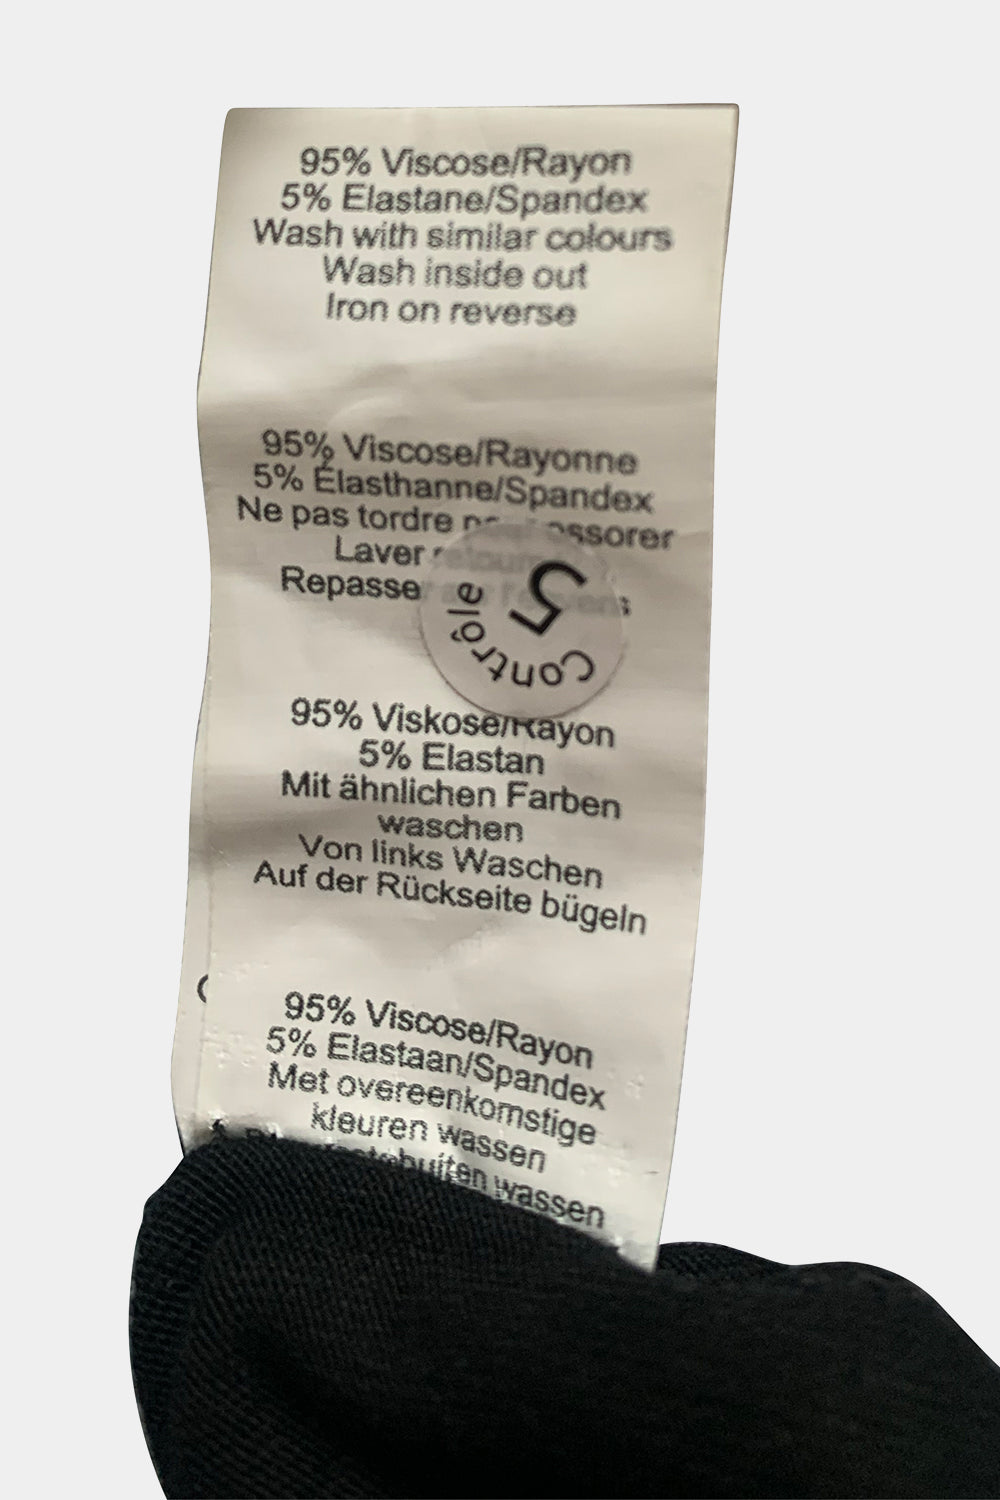 95% Viscose/Rayon
5% Elastane/Spandex
Wash with similar colours
Wash inside out
Iron on reverse
95% Viscose/Rayonne
5% Élasthanne/Spandex
Ne pas tordre essorer
Laver
Repasser
Contrôle
5
95% Viskose/Rayon
5% Elastan
Mit ähnlichen Farben
waschen
Von links Waschen
Auf der Rückseite bügeln
95% Viscose/Rayon
5% Elastaan/Spandex
Met overeenkomstige
kleuren wassen
wassen